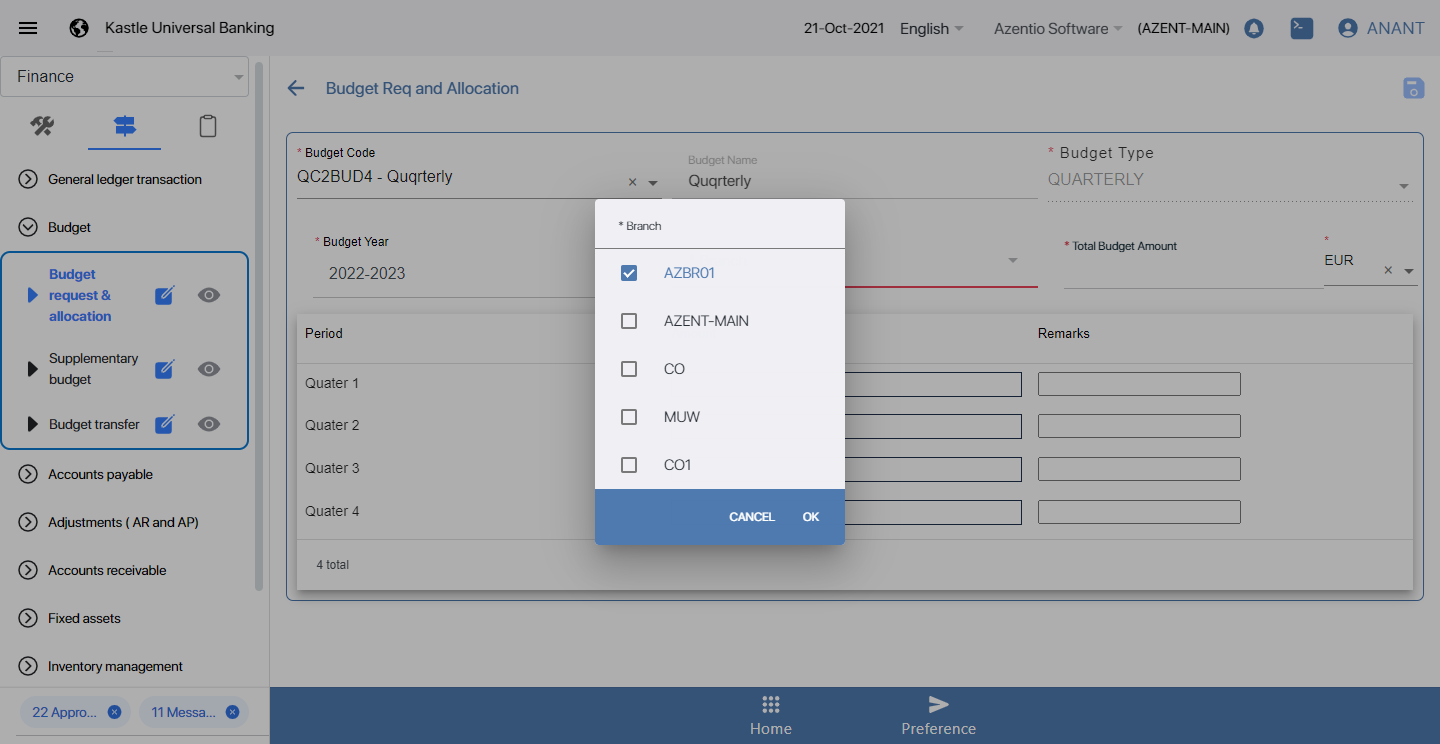 Kastle Universal Banking
21-Oct-2021
English
Azentio Software
(AZENT-MAIN)
ANANT
Finance
General ledger transaction
Budget
Budget
request &
allocation
Supplementary
budget
Budget transfer
Accounts payable
Adjustments ( AR and AP)
Accounts receivable
Fixed assets
Inventory management
22 Appro...
11 Messa...
Budget Req and Allocation
* Budget Code
QC2BUD4 - Quqrterly
Budget Name
Quqrterly
* Budget Type
QUARTERLY
* Budget Year
2022-2023
* Total Budget Amount
*
EUR
Period
Remarks
Quater 1
Quater 2
Quater 3
Quater 4
4 total
* Branch
AZBR01
AZENT-MAIN
CO
MUW
CO1
CANCEL
OK
Home
Preference